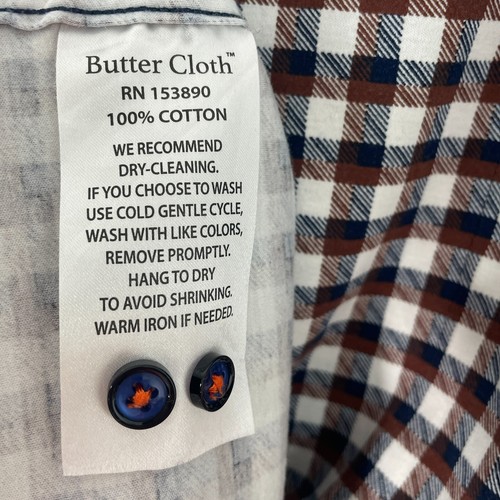 Butter Cloth™
RN 153890
100% COTTON
WE RECOMMEND
DRY-CLEANING.
IF YOU CHOOSE TO WASH
USE COLD GENTLE CYCLE,
WASH WITH LIKE COLORS,
REMOVE PROMPTLY.
HANG TO DRY
TO AVOID SHRINKING.
WARM IRON IF NEEDED.